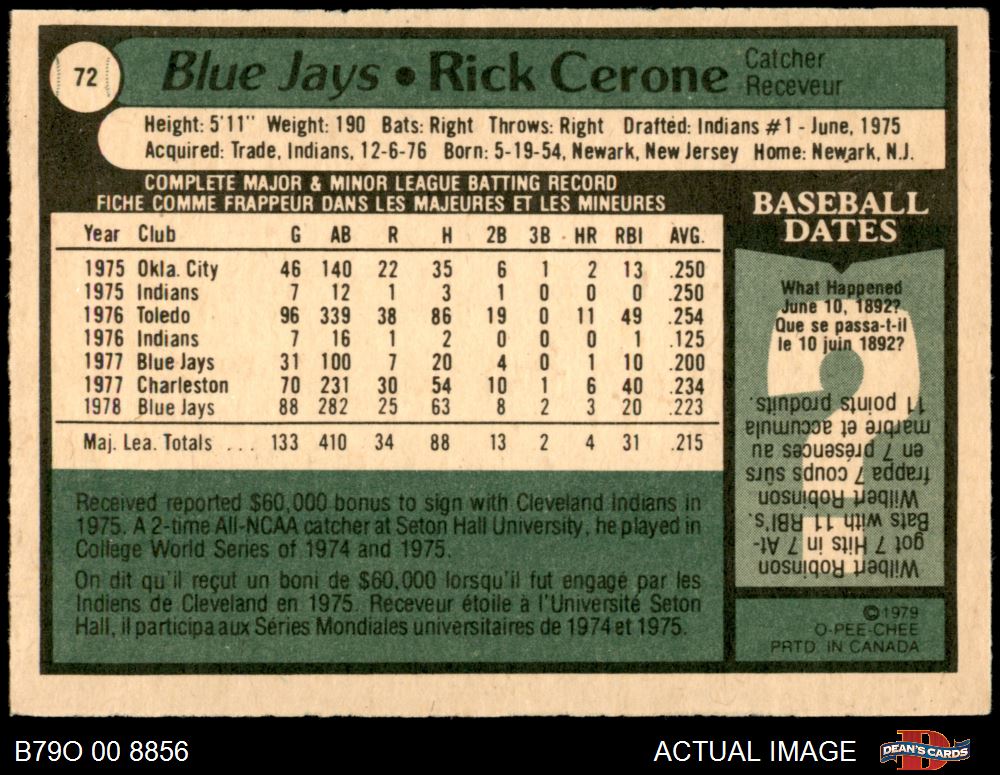 72
Blue Jays • Rick Cerone
Catcher
Receveur
Height: 5'11" Weight: 190 Bats: Right Throws: Right Drafted: Indians #1 - June, 1975
Acquired: Trade, Indians, 12-6-76 Born: 5-19-54, Newark, New Jersey Home: Newark, N.J.
COMPLETE MAJOR & MINOR LEAGUE BATTING RECORD
FICHE COMME FRAPPEUR DANS LES MAJEURES ET LES MINEURES
Year Club G AB R H 2B 3B HR RBI AVG.
1975 Okla. City 46 140 22 35 6 1 2 13 .250
1975 Indians 7 12 1 3 1 0 0 0 .250
1976 Toledo 96 339 38 86 19 0 11 49 .254
1976 Indians 7 16 1 2 0 0 0 1 .125
1977 Blue Jays 31 100 7 20 4 0 1 10 .200
1977 Charleston 70 231 30 54 10 1 6 40 .234
1978 Blue Jays 88 282 25 63 8 2 3 20 .223
Maj. Lea. Totals ... 133 410 34 88 13 2 4 31 .215
Received reported $60,000 bonus to sign with Cleveland Indians in
1975. A 2-time All-NCAA catcher at Seton Hall University, he played in
College World Series of 1974 and 1975.
On dit qu'il reçut un boni de $60,000 lorsqu'il fut engagé par les
Indiens de Cleveland en 1975. Receveur étoile à l'Université Seton
Hall, il participa aux Séries Mondiales universitaires de 1974 et 1975.
BASEBALL
DATES
What Happened
June 10, 1892?
Que se passa-t-il
le 10 juin 1892?
Wilbert Robinson
got 7 Hits in 7 At-
Bats with 11 RBI's.
Wilbert Robinson
frappa 7 coups sûrs
en 7 présences au
marbre et accumula
11 points produits.
©1979
O-PEE-CHEE
PRTD. IN CANADA
B79O 00 8856
ACTUAL IMAGE
DEAN'S CARDS